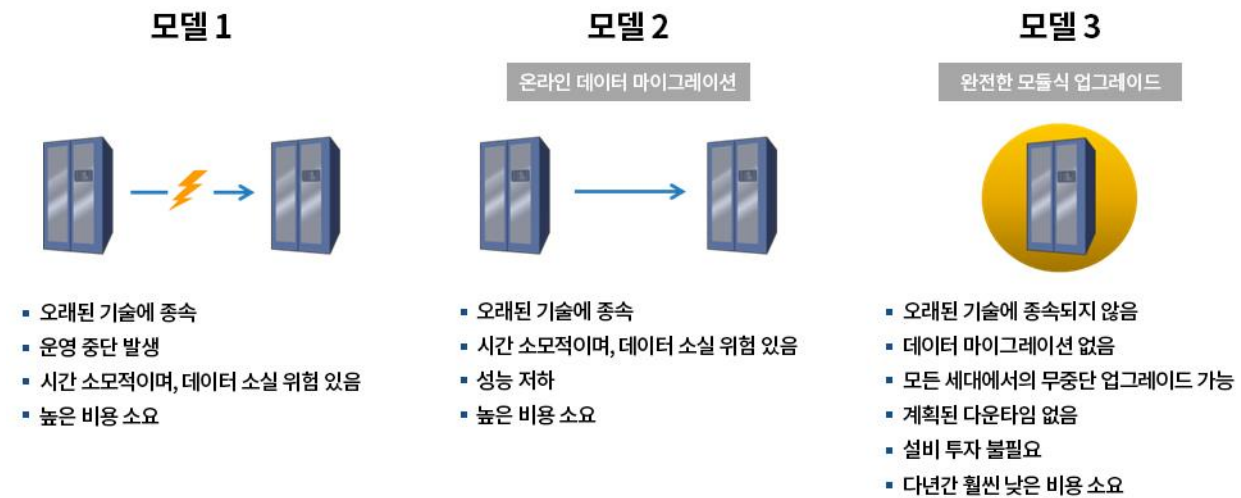 모델 1
오래된 기술에 종속
운영 중단 발생
시간 소모적이며, 데이터 소실 위험 있음
높은 비용 소요
모델 2
온라인 데이터 마이그레이션
오래된 기술에 종속
시간 소모적이며, 데이터 소실 위험 있음
성능 저하
높은 비용 소요
모델 3
완전한 모듈식 업그레이드
오래된 기술에 종속되지 않음
데이터 마이그레이션 없음
모든 세대에서의 무중단 업그레이드 가능
계획된 다운타임 없음
설비 투자 불필요
다년간 훨씬 낮은 비용 소요